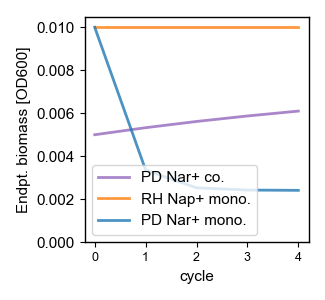 0.010
0.008
0.006
0.004
0.002
0.000
Endpt. biomass [OD600]
PD Nar+ co.
RH Nap+ mono.
PD Nar+ mono.
0 1 2 3 4
cycle